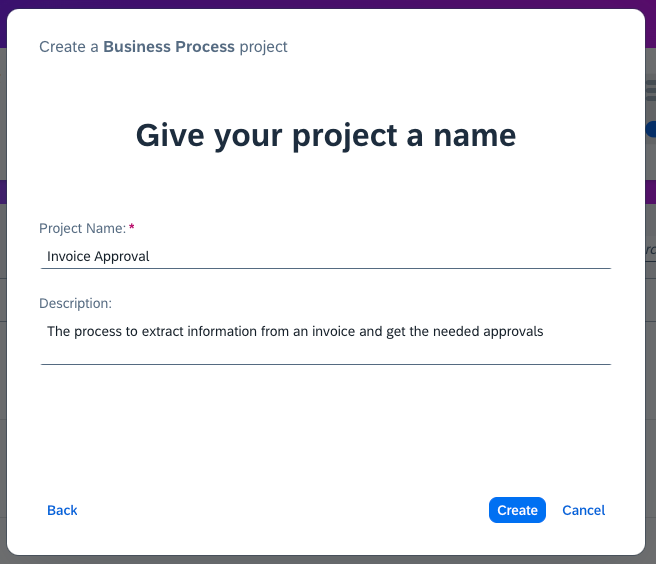 Create a Business Process project
Give your project a name
Project Name: *
Invoice Approval
Description:
The process to extract information from an invoice and get the needed approvals
Back
Create
Cancel